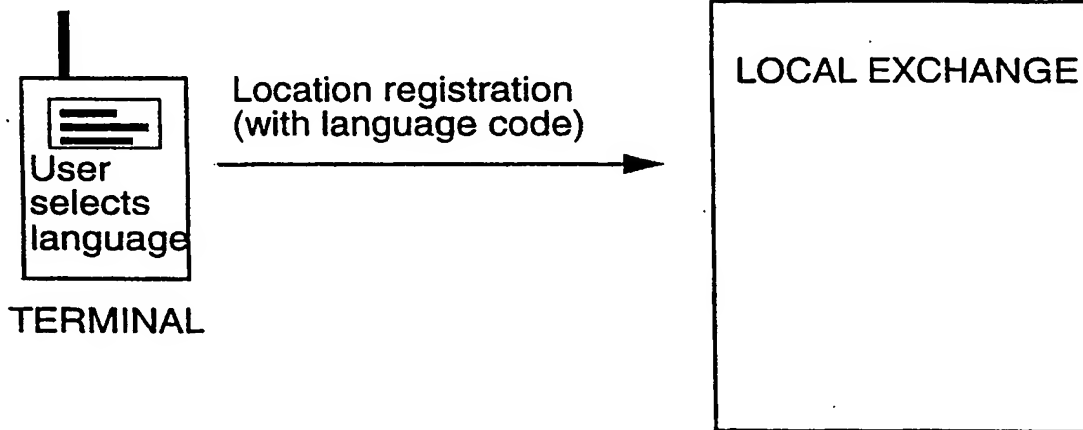 User
selects
language
TERMINAL
Location registration
(with language code)
LOCAL EXCHANGE